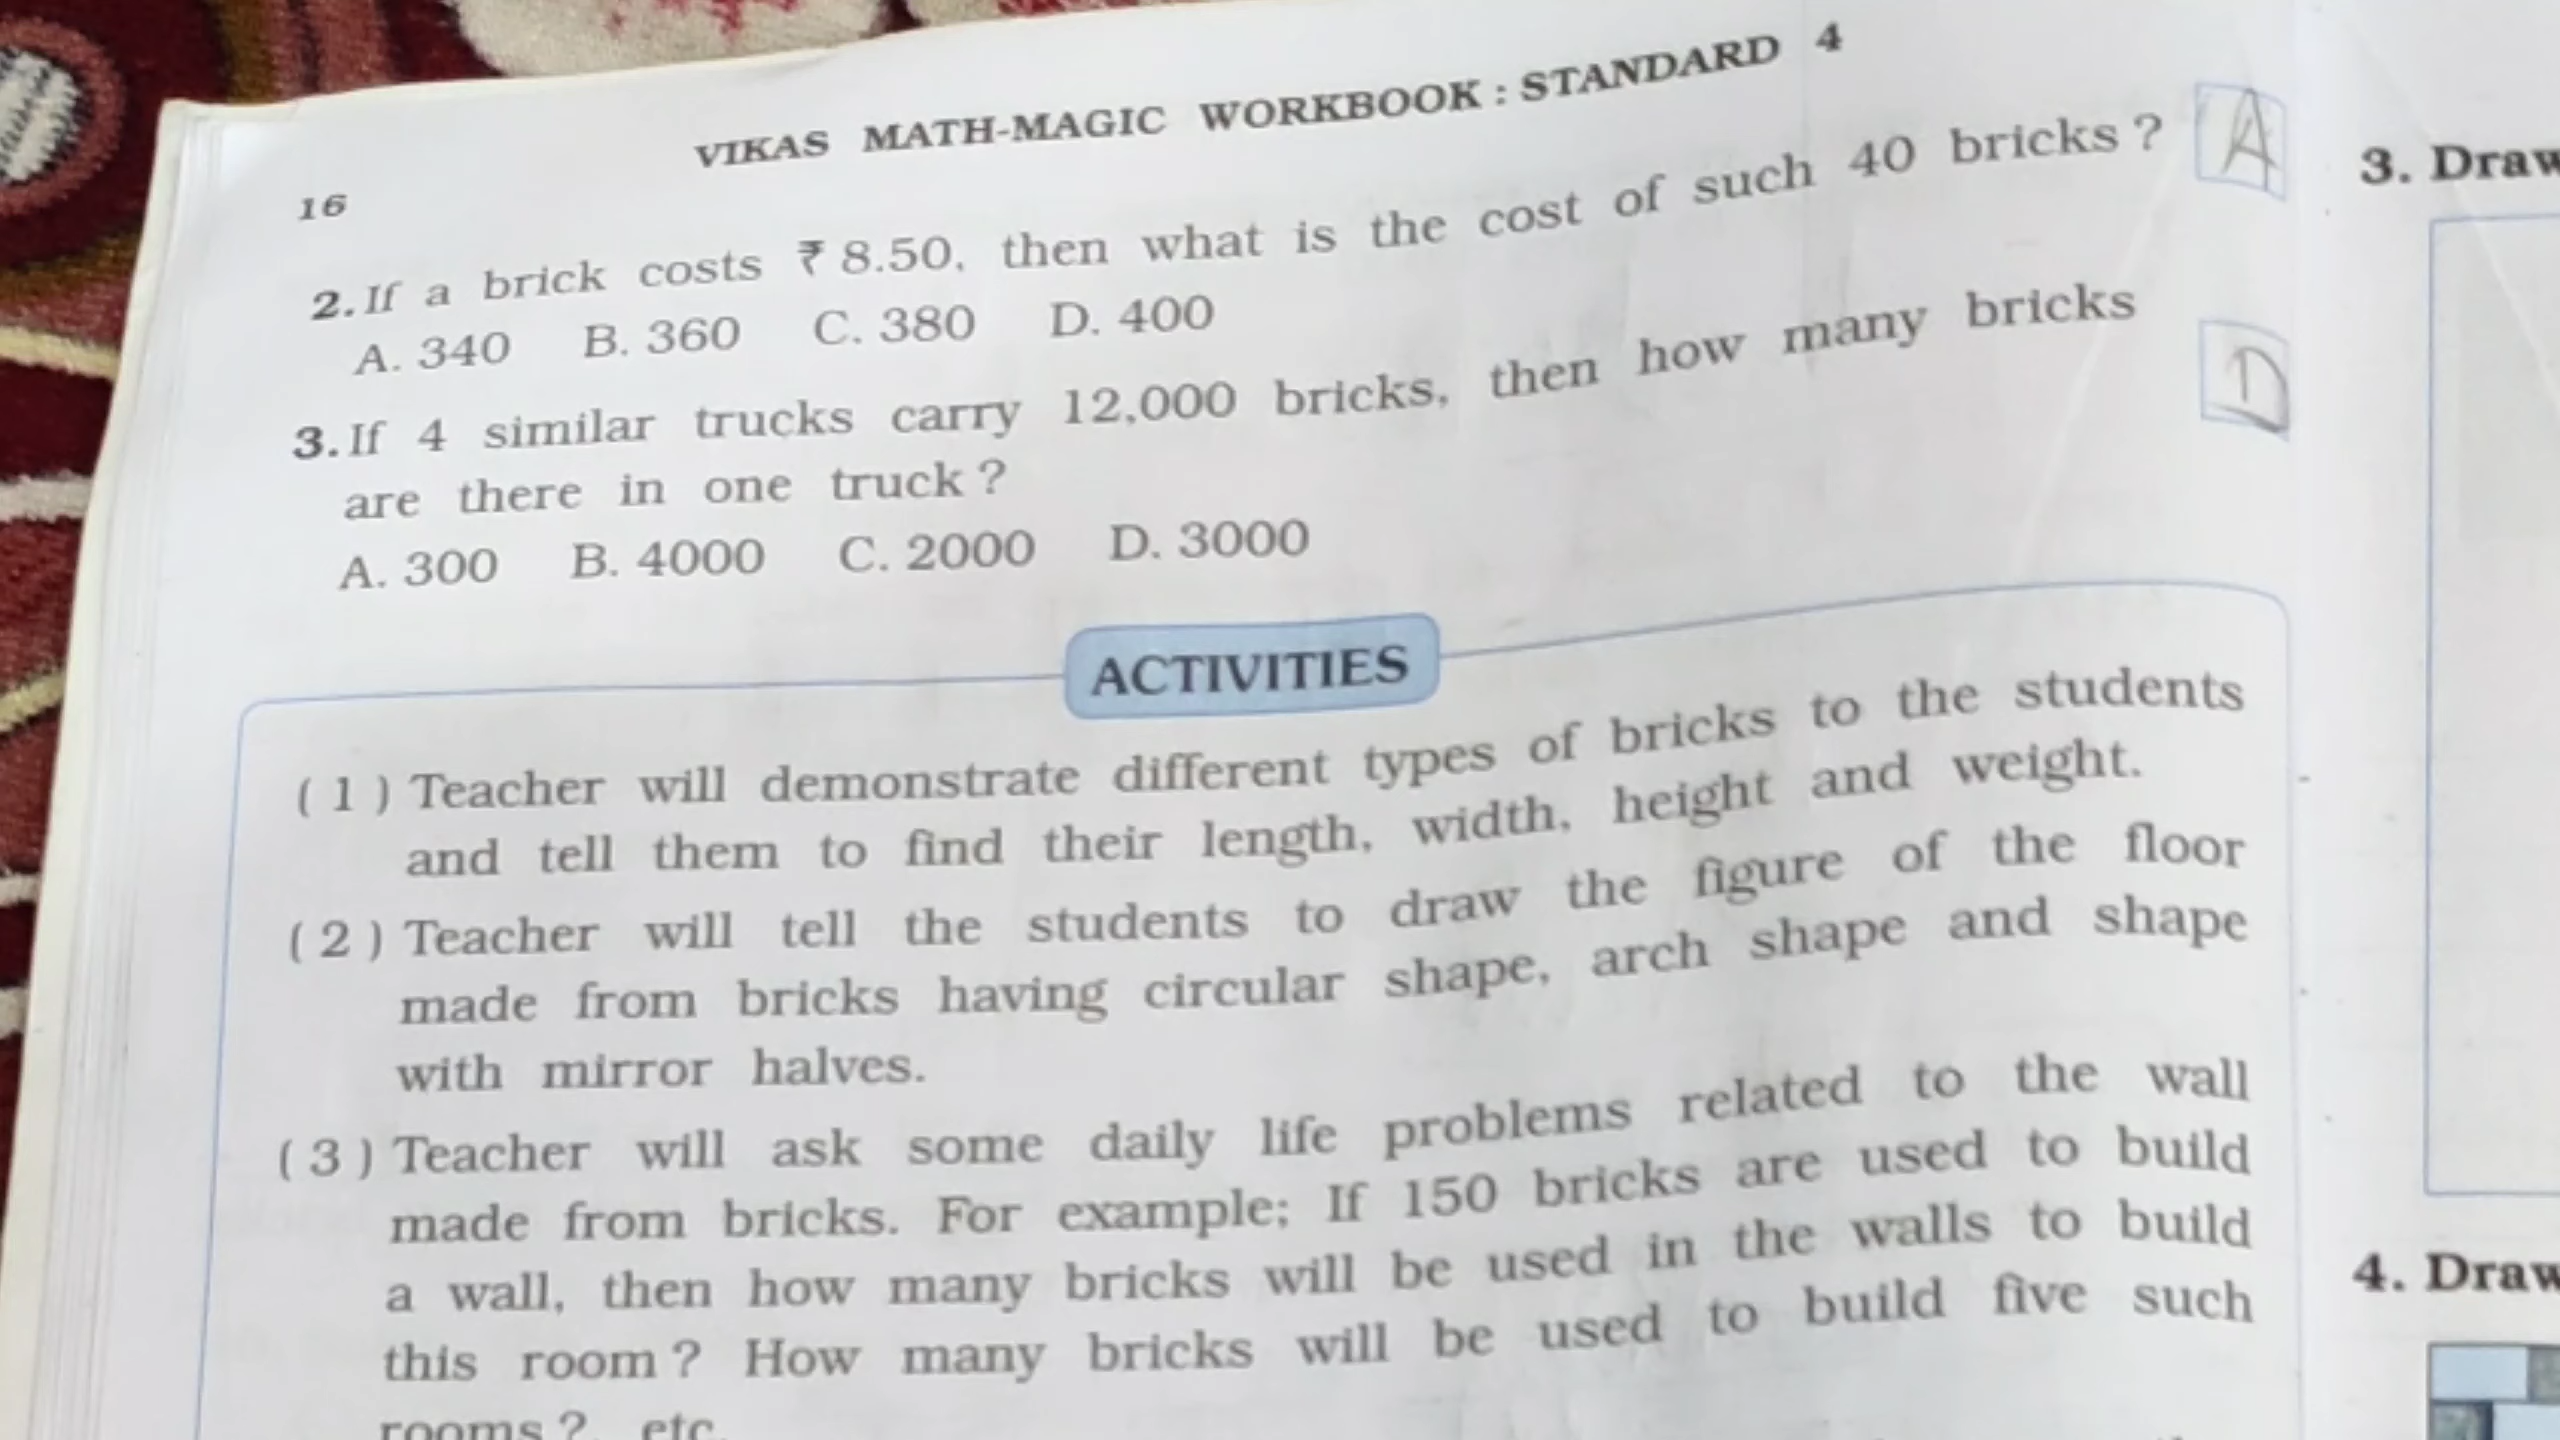 VIKAS MATH-MAGIC WORKBOOK : STANDARD 4
16
2. If a brick costs ₹ 8.50, then what is the cost of such 40 bricks ? A
A. 340 B. 360 C. 380 D. 400
3. If 4 similar trucks carry 12,000 bricks, then how many bricks D
are there in one truck ?
A. 300 B. 4000 C. 2000 D. 3000
ACTIVITIES
( 1 ) Teacher will demonstrate different types of bricks to the students
and tell them to find their length, width, height and weight.
( 2 ) Teacher will tell the students to draw the figure of the floor
made from bricks having circular shape, arch shape and shape
with mirror halves.
( 3 ) Teacher will ask some daily life problems related to the wall
made from bricks. For example; If 150 bricks are used to build
a wall, then how many bricks will be used in the walls to build
this room ? How many bricks will be used to build five such
rooms ? etc.
3. Draw
4. Draw